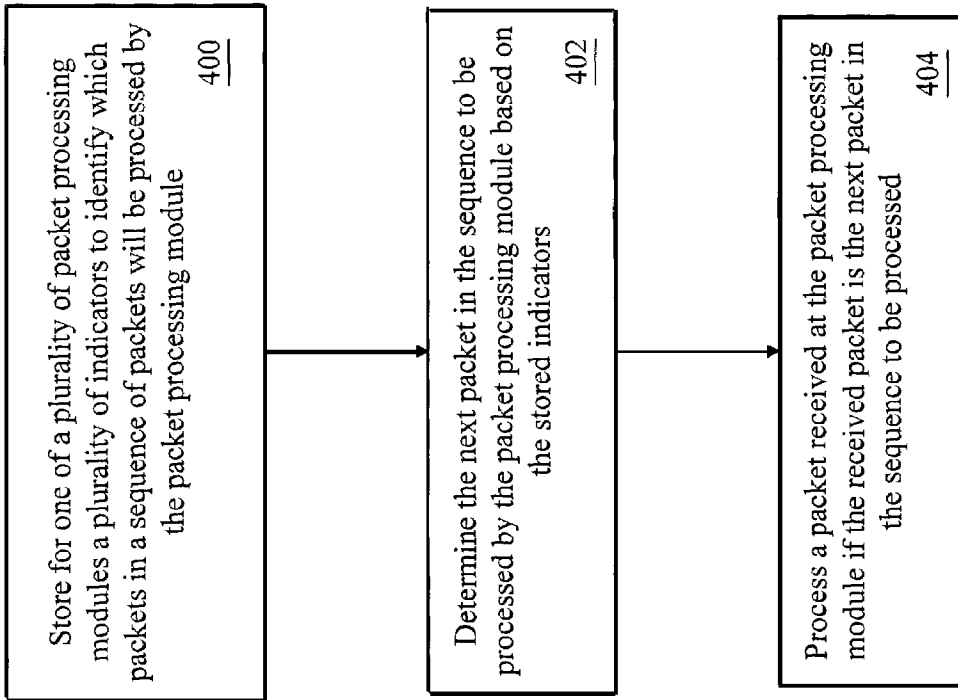 Store for one of a plurality of packet processing
modules a plurality of indicators to identify which
packets in a sequence of packets will be processed by
the packet processing module
400
Determine the next packet in the sequence to be
processed by the packet processing module based on
the stored indicators
402
Process a packet received at the packet processing
module if the received packet is the next packet in
the sequence to be processed
404